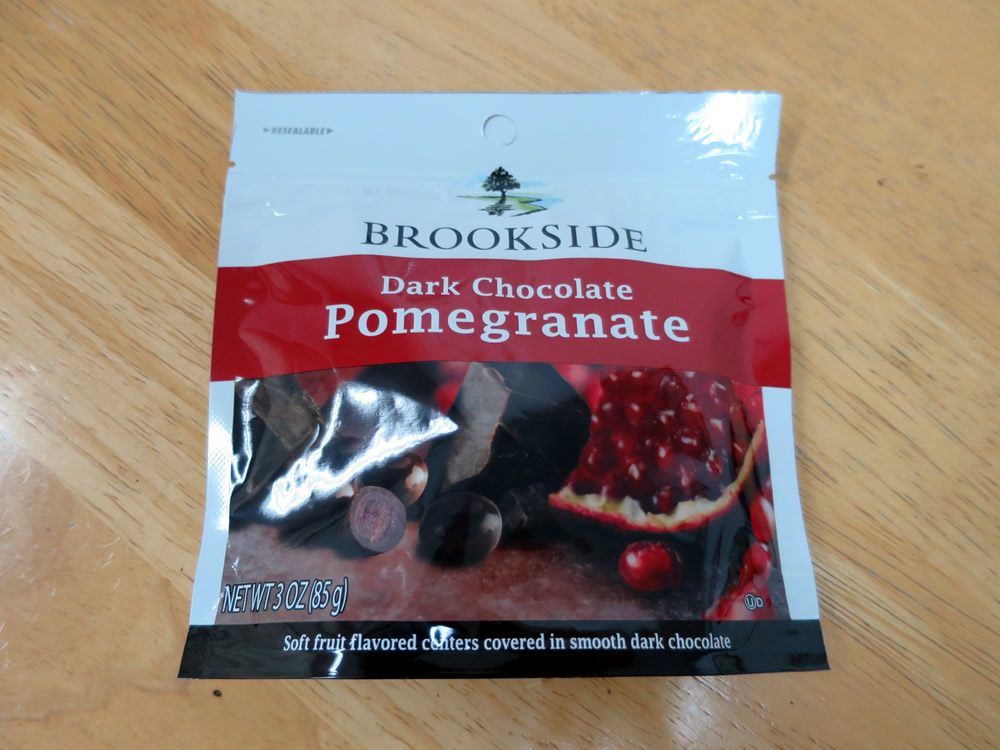 RESEALABLE
BROOKSIDE
Dark Chocolate
Pomegranate
NET WT 3 OZ (85 g)
U D
Soft fruit flavored centers covered in smooth dark chocolate